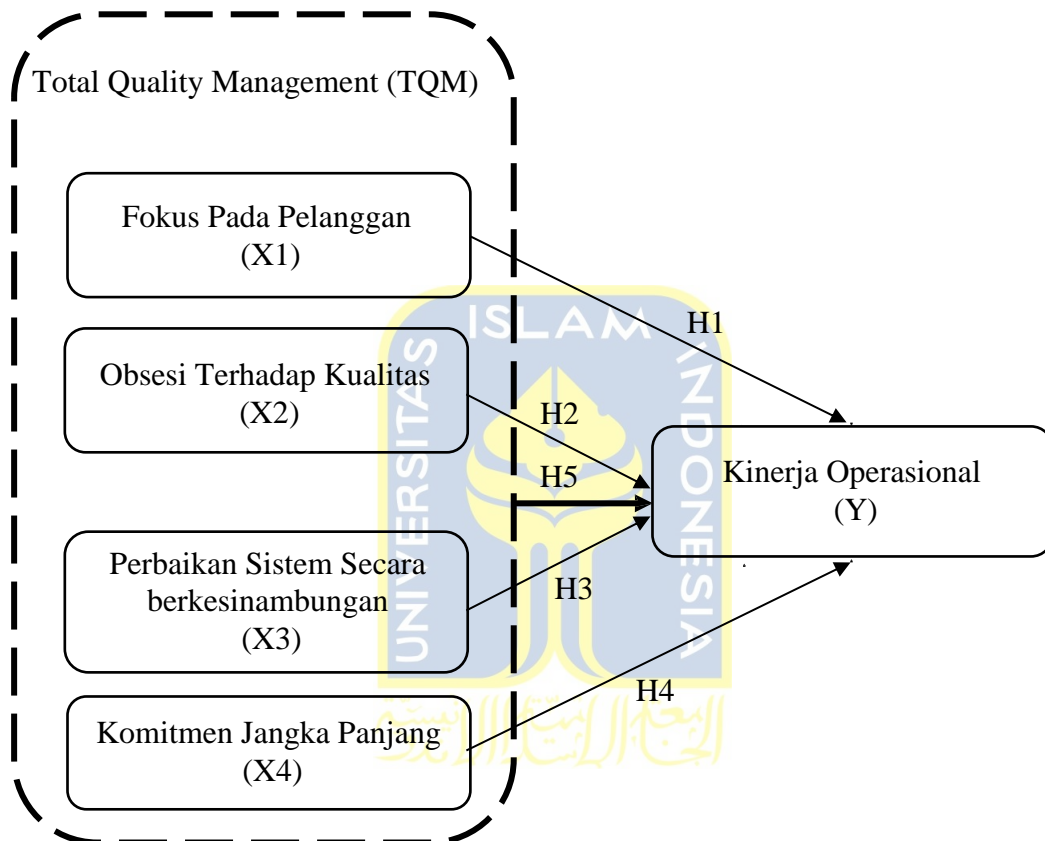 Total Quality Management (TQM)
Fokus Pada Pelanggan
(X1)
H1
Obsesi Terhadap Kualitas
(X2)
H2
H5
Kinerja Operasional
(Y)
Perbaikan Sistem Secara
berkesinambungan
(X3)
H3
Komitmen Jangka Panjang
(X4)
H4
UNIVERSITAS
ISLAM
INDONESIA